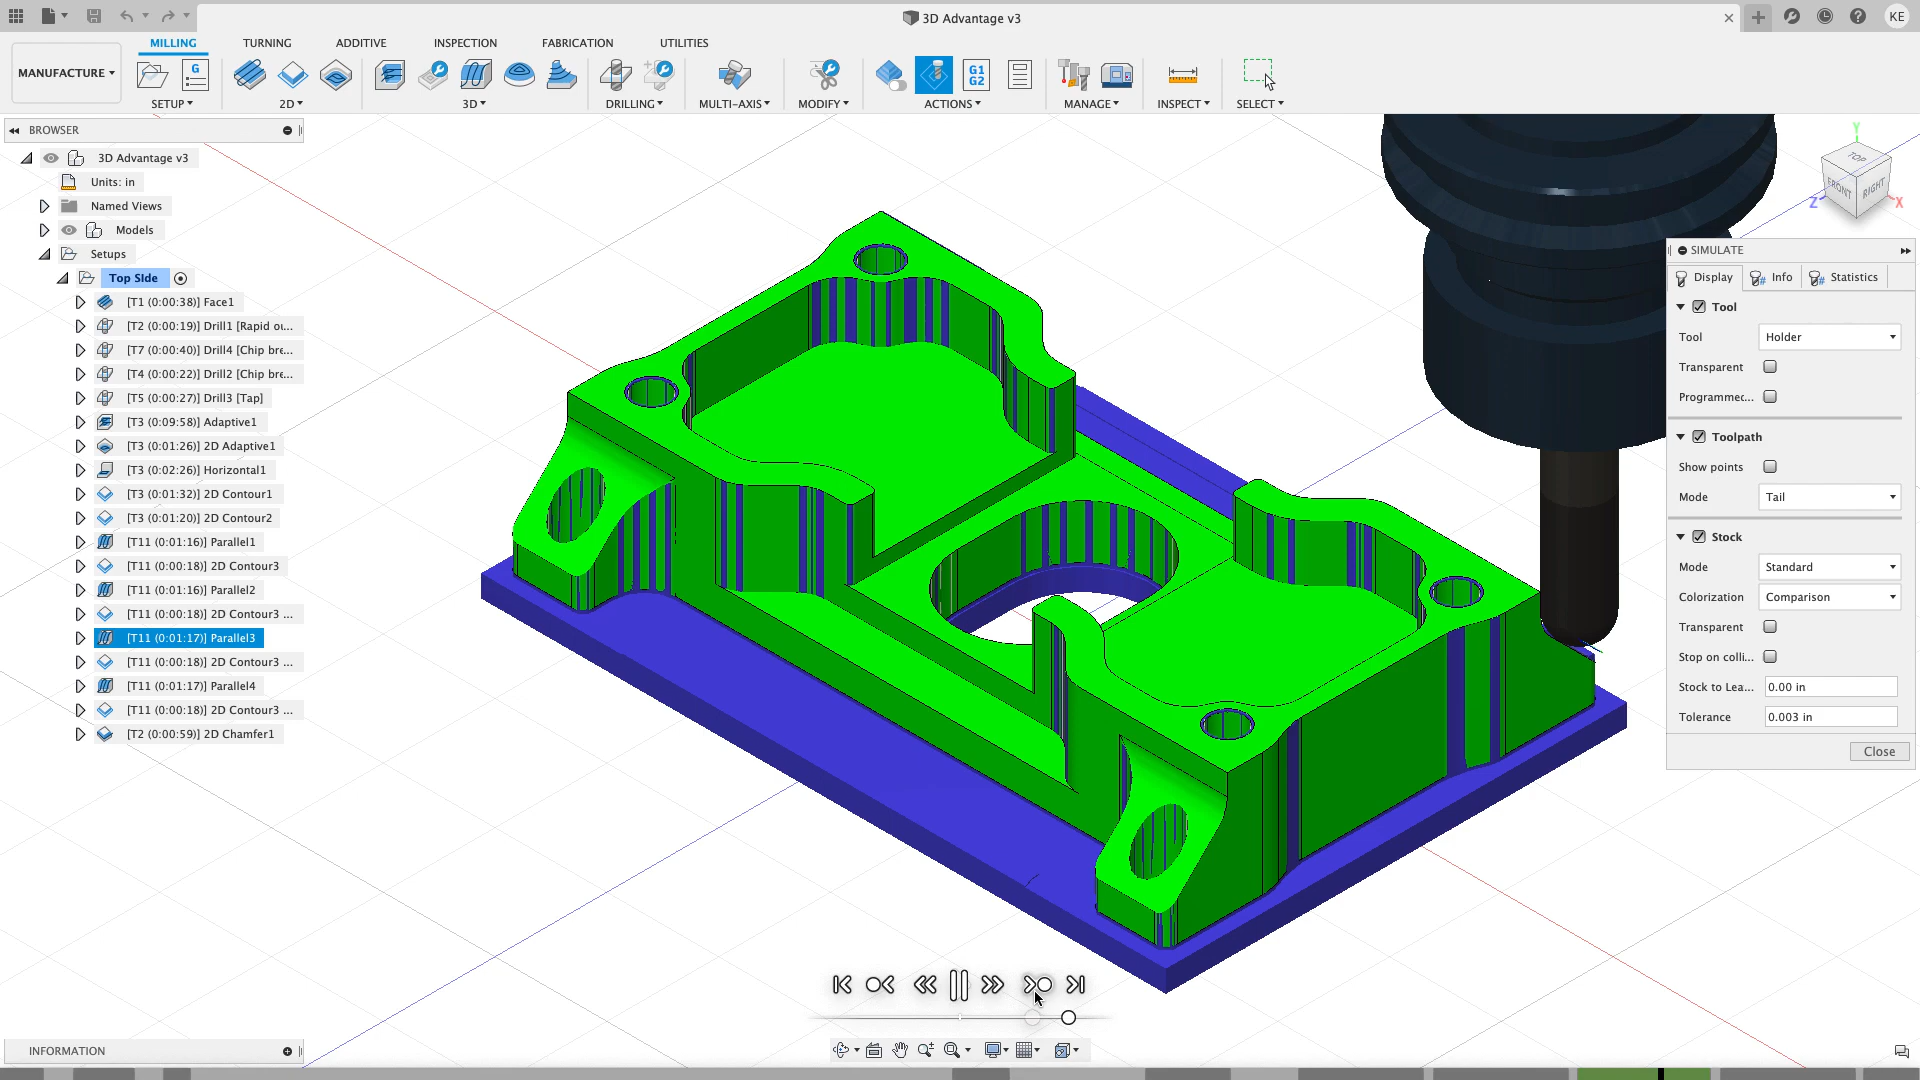 3D Advantage v3
KE
MANUFACTURE
MILLING
TURNING
ADDITIVE
INSPECTION
FABRICATION
UTILITIES
G
G1
G2
SETUP
2D
3D
DRILLING
MULTI-AXIS
MODIFY
ACTIONS
MANAGE
INSPECT
SELECT
BROWSER
3D Advantage v3
Units: in
Named Views
Models
Setups
Top SIde
[T1 (0:00:38)] Face1
[T2 (0:00:19)] Drill1 [Rapid ou...
[T7 (0:00:40)] Drill4 [Chip bre...
[T4 (0:00:22)] Drill2 [Chip bre...
[T5 (0:00:27)] Drill3 [Tap]
[T3 (0:09:58)] Adaptive1
[T3 (0:01:26)] 2D Adaptive1
[T3 (0:02:26)] Horizontal1
[T3 (0:01:32)] 2D Contour1
[T3 (0:01:20)] 2D Contour2
[T11 (0:01:16)] Parallel1
[T11 (0:00:18)] 2D Contour3
[T11 (0:01:16)] Parallel2
[T11 (0:00:18)] 2D Contour3 ...
[T11 (0:01:17)] Parallel3
[T11 (0:00:18)] 2D Contour3 ...
[T11 (0:01:17)] Parallel4
[T11 (0:00:18)] 2D Contour3 ...
[T2 (0:00:59)] 2D Chamfer1
Y
TOP
FRONT
RIGHT
Z
X
SIMULATE
Display
Info
Statistics
Tool
Tool
Holder
Transparent
Programmec...
Toolpath
Show points
Mode
Tail
Stock
Mode
Standard
Colorization
Comparison
Transparent
Stop on colli...
Stock to Lea...
0.00 in
Tolerance
0.003 in
Close
INFORMATION